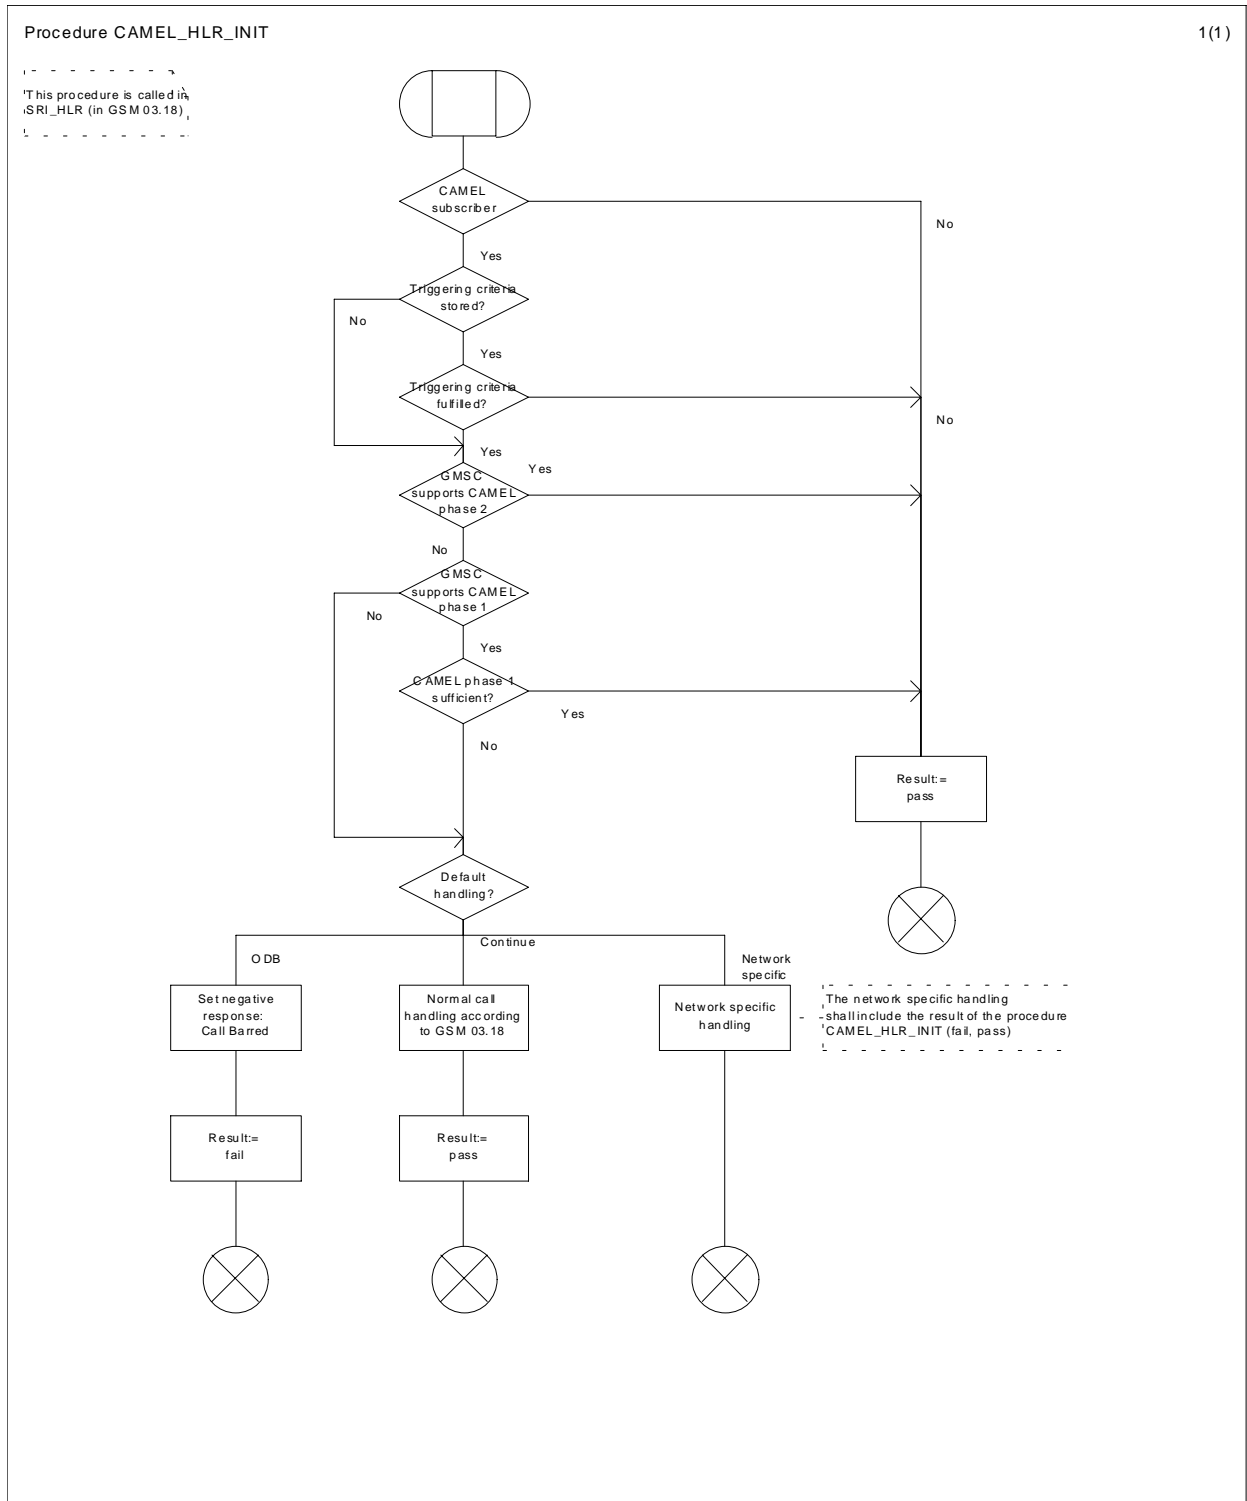 Procedure CAMEL_HLR_INIT
1(1)
This procedure is called in
SRI_HLR (in GSM 03.18)
CAMEL
subscriber
No
Yes
Triggering criteria
stored?
No
Yes
Triggering criteria
fulfilled?
No
Yes
Yes
GMSC
supports CAMEL
phase 2
No
GMSC
supports CAMEL
phase 1
No
Yes
CAMEL phase 1
sufficient?
Yes
No
Result:=
pass
Default
handling?
Continue
ODB
Network
specific
Set negative
response:
Call Barred
Normal call
handling according
to GSM 03.18
Network specific
handling
The network specific handling
shall include the result of the procedure
CAMEL_HLR_INIT (fail, pass)
Result:=
fail
Result:=
pass